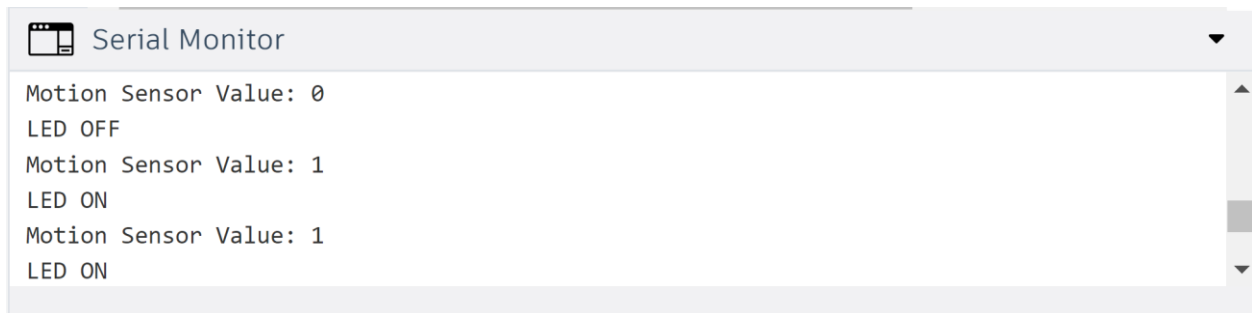 Serial Monitor
Motion Sensor Value: 0
LED OFF
Motion Sensor Value: 1
LED ON
Motion Sensor Value: 1
LED ON